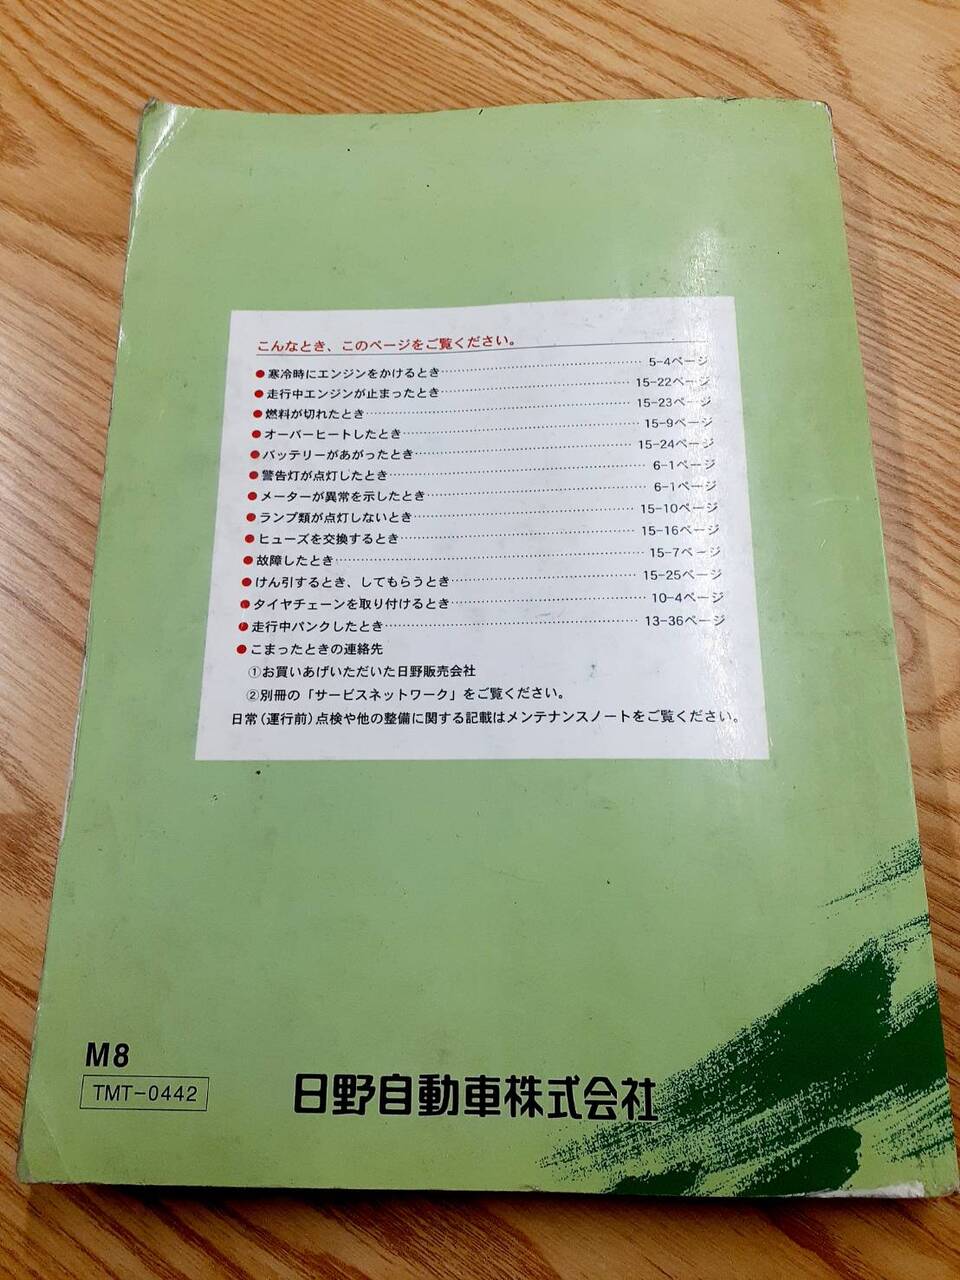 こんなとき、このページをご覧ください。
●寒冷時にエンジンをかけるとき…………………………5-4ページ
●走行中エンジンが止まったとき…………………………15-22ページ
●燃料が切れたとき…………………………15-23ページ
●オーバーヒートしたとき…………………………15-9ページ
●バッテリーがあがったとき…………………………15-24ページ
●警告灯が点灯したとき…………………………6-1ページ
●メーターが異常を示したとき…………………………6-1ページ
●ランプ類が点灯しないとき…………………………15-10ページ
●ヒューズを交換するとき…………………………15-16ページ
●故障したとき…………………………15-7ページ
●けん引するとき、してもらうとき…………………………15-25ページ
●タイヤチェーンを取り付けるとき…………………………10-4ページ
●走行中パンクしたとき…………………………13-36ページ
●こまったときの連絡先
①お買いあげいただいた日野販売会社
②別冊の「サービスネットワーク」をご覧ください。
日常(運行前)点検や他の整備に関する記載はメンテナンスノートをご覧ください。
M8
TMT-0442
日野自動車株式会社